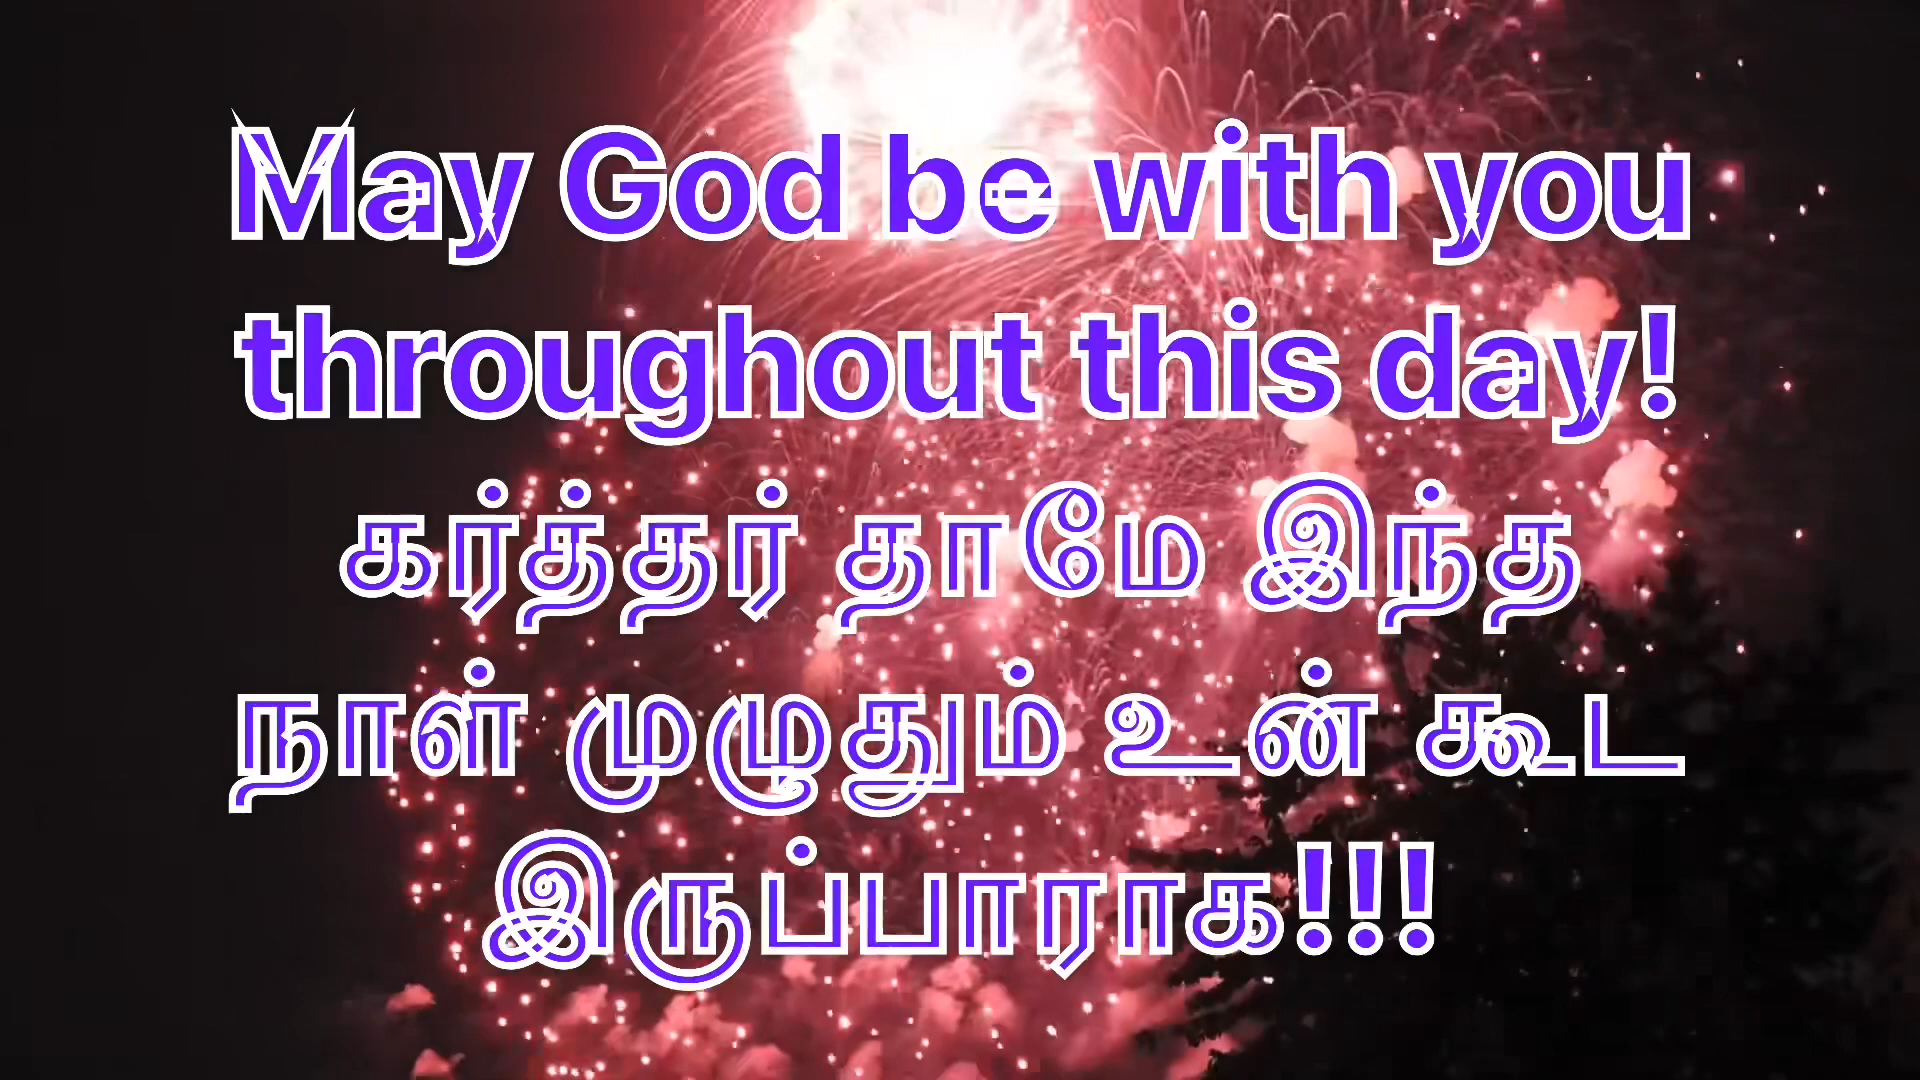 May God be with you
throughout this day!
கர்த்தர் தாமே இந்த
நாள் முழுதும் உன் கூட
இருப்பாராக!!!